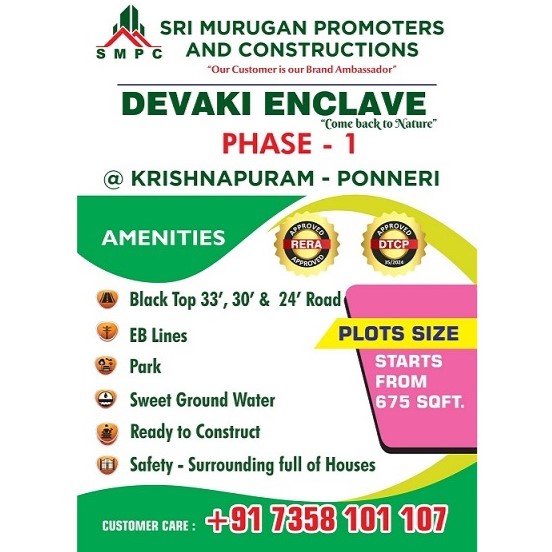 SMPC
SRI MURUGAN PROMOTERS
AND CONSTRUCTIONS
"Our Customer is our Brand Ambassador"
DEVAKI ENCLAVE
"Come back to Nature"
PHASE - 1
@ KRISHNAPURAM - PONNERI
AMENITIES
APPROVED
RERA
APPROVED
APPROVED
DTCP
35/2024
Black Top 33', 30' & 24' Road
EB Lines
Park
Sweet Ground Water
Ready to Construct
Safety - Surrounding full of Houses
PLOTS SIZE
STARTS
FROM
675 SQFT.
CUSTOMER CARE : +91 7358 101 107